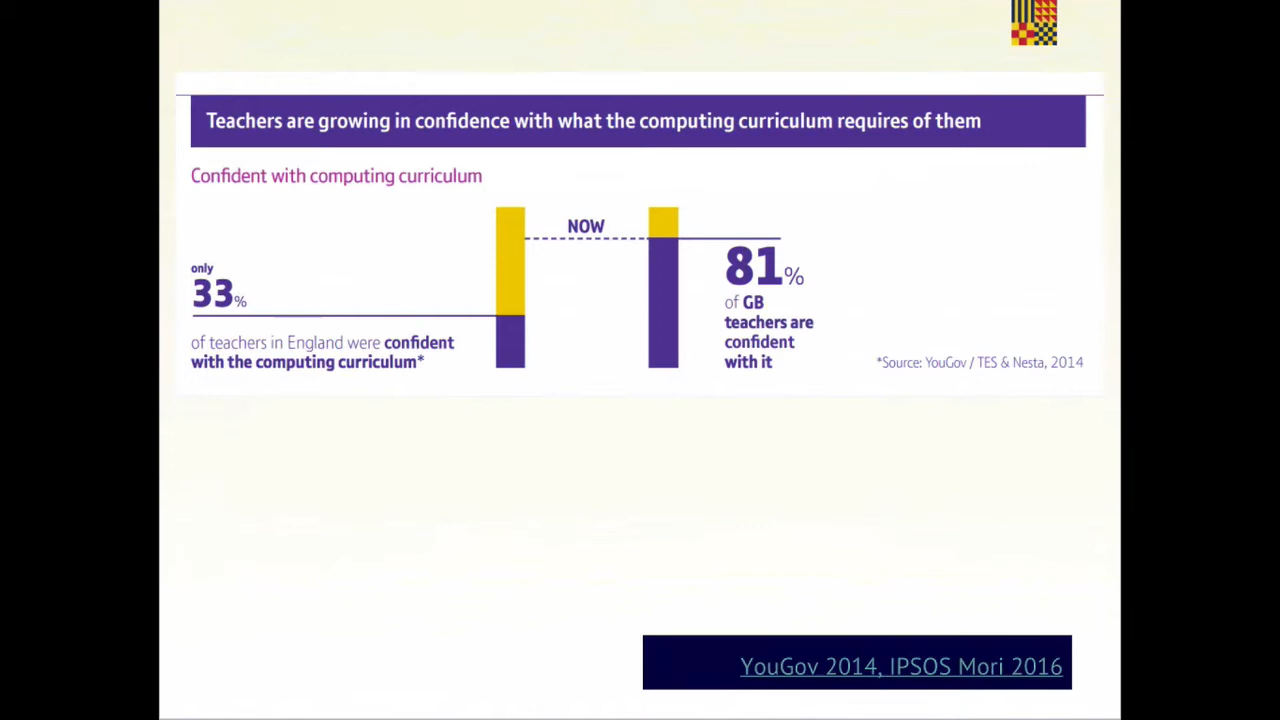 Teachers are growing in confidence with what the computing curriculum requires of them
Confident with computing curriculum
only
33%
of teachers in England were confident
with the computing curriculum*
NOW
81%
of GB
teachers are
confident
with it
*Source: YouGov / TES & Nesta, 2014
YouGov 2014, IPSOS Mori 2016